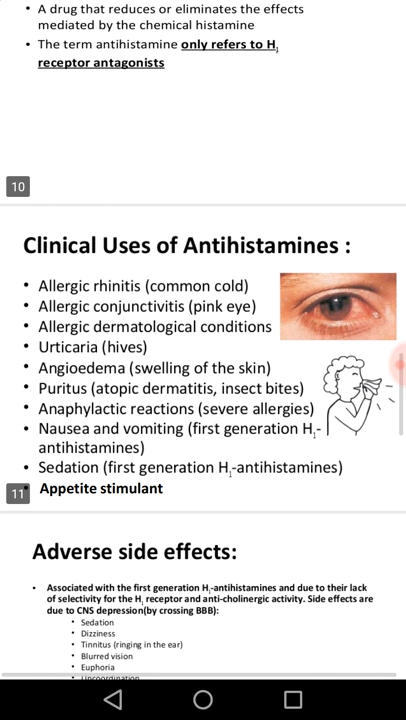 • A drug that reduces or eliminates the effects
mediated by the chemical histamine
• The term antihistamine only refers to H1
receptor antagonists
10
Clinical Uses of Antihistamines :
• Allergic rhinitis (common cold)
• Allergic conjunctivitis (pink eye)
• Allergic dermatological conditions
• Urticaria (hives)
• Angioedema (swelling of the skin)
• Puritus (atopic dermatitis, insect bites)
• Anaphylactic reactions (severe allergies)
• Nausea and vomiting (first generation H1-
antihistamines)
• Sedation (first generation H1-antihistamines)
• Appetite stimulant
11
Adverse side effects:
• Associated with the first generation H1-antihistamines and due to their lack
of selectivity for the H1 receptor and anti-cholinergic activity. Side effects are
due to CNS depression(by crossing BBB):
• Sedation
• Dizziness
• Tinnitus (ringing in the ear)
• Blurred vision
• Euphoria
• Uncoordination